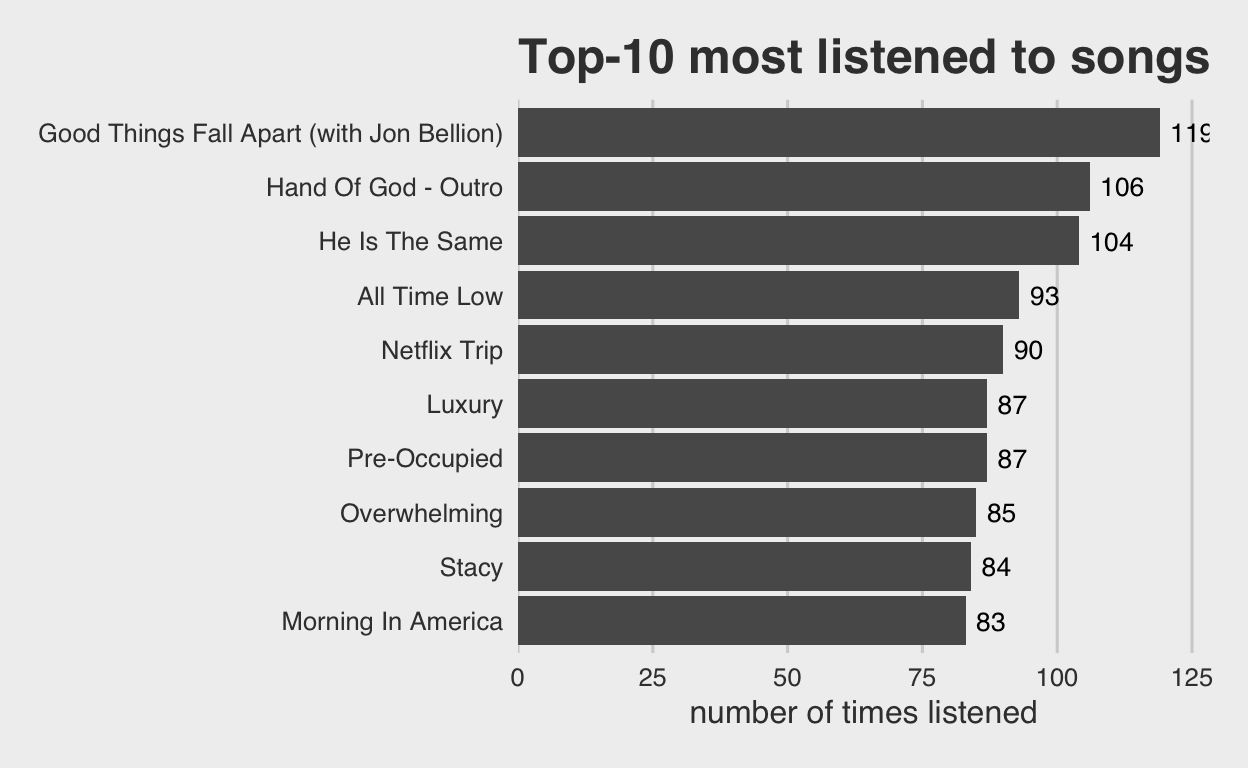 Top-10 most listened to songs
Good Things Fall Apart (with Jon Bellion) 119
Hand Of God - Outro 106
He Is The Same 104
All Time Low 93
Netflix Trip 90
Luxury 87
Pre-Occupied 87
Overwhelming 85
Stacy 84
Morning In America 83
0 25 50 75 100 125
number of times listened